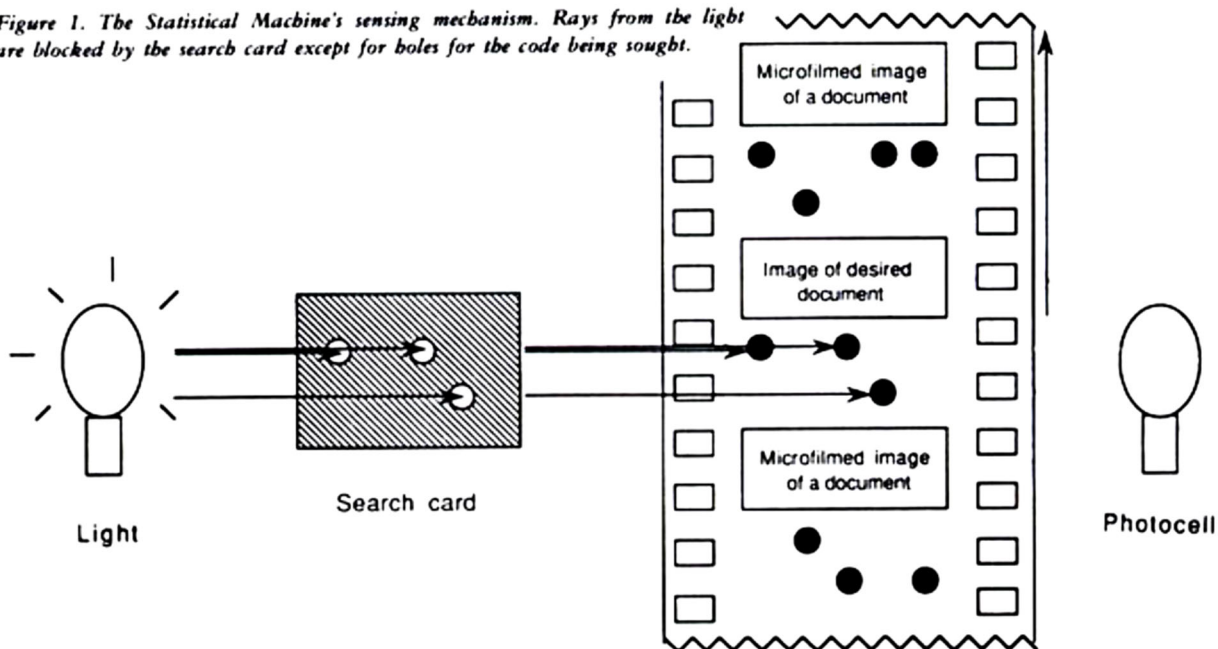 Figure 1. The Statistical Machine's sensing mechanism. Rays from the light
are blocked by the search card except for holes for the code being sought.
Microfilmed image
of a document
Image of desired
document
Microfilmed image
of a document
Search card
Light
Photocell